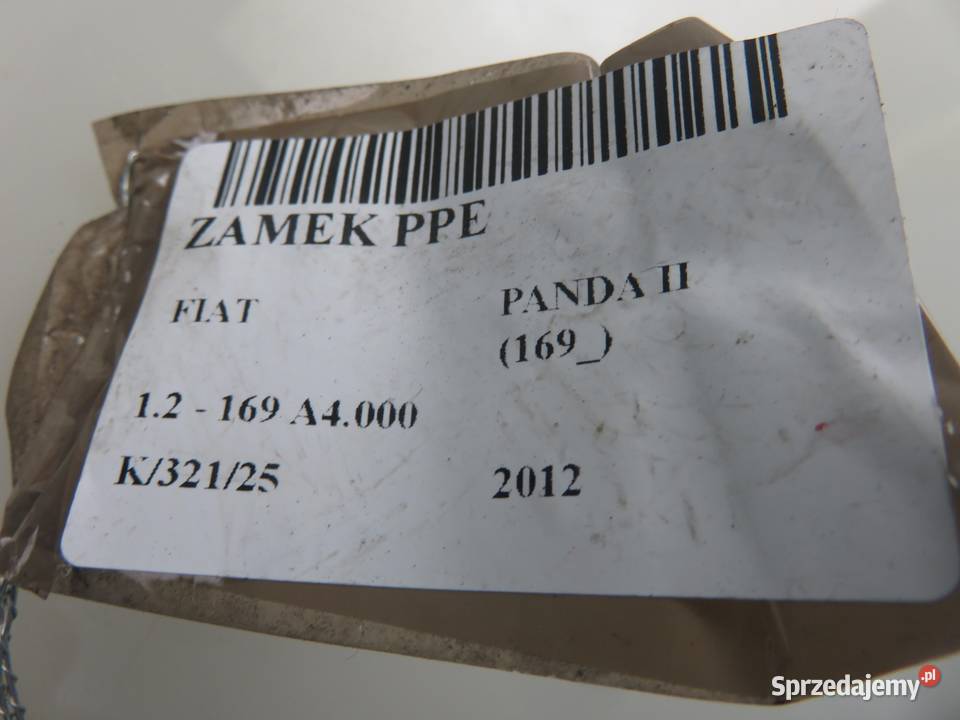 ZAMEK PPE
FIAT PANDA II
(169_)
1.2 - 169 A4.000
K/321/25 2012
Sprzedajemy.pl